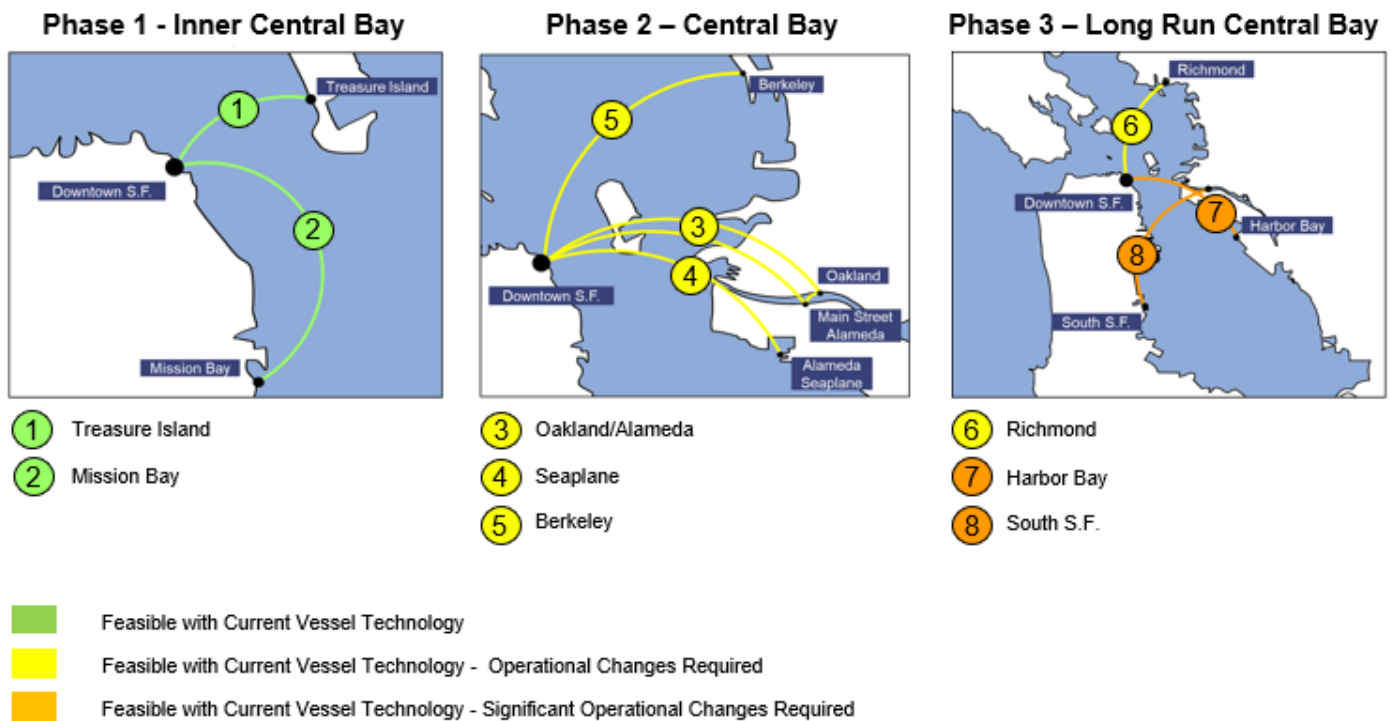 Phase 1 - Inner Central Bay
Treasure Island
1
Downtown S.F.
2
Mission Bay
1 Treasure Island
2 Mission Bay
Phase 2 – Central Bay
Berkeley
5
3
4
Oakland
Downtown S.F.
Main Street
Alameda
Alameda
Seaplane
3 Oakland/Alameda
4 Seaplane
5 Berkeley
Phase 3 – Long Run Central Bay
Richmond
6
Downtown S.F.
7
Harbor Bay
8
South S.F.
6 Richmond
7 Harbor Bay
8 South S.F.
Feasible with Current Vessel Technology
Feasible with Current Vessel Technology - Operational Changes Required
Feasible with Current Vessel Technology - Significant Operational Changes Required